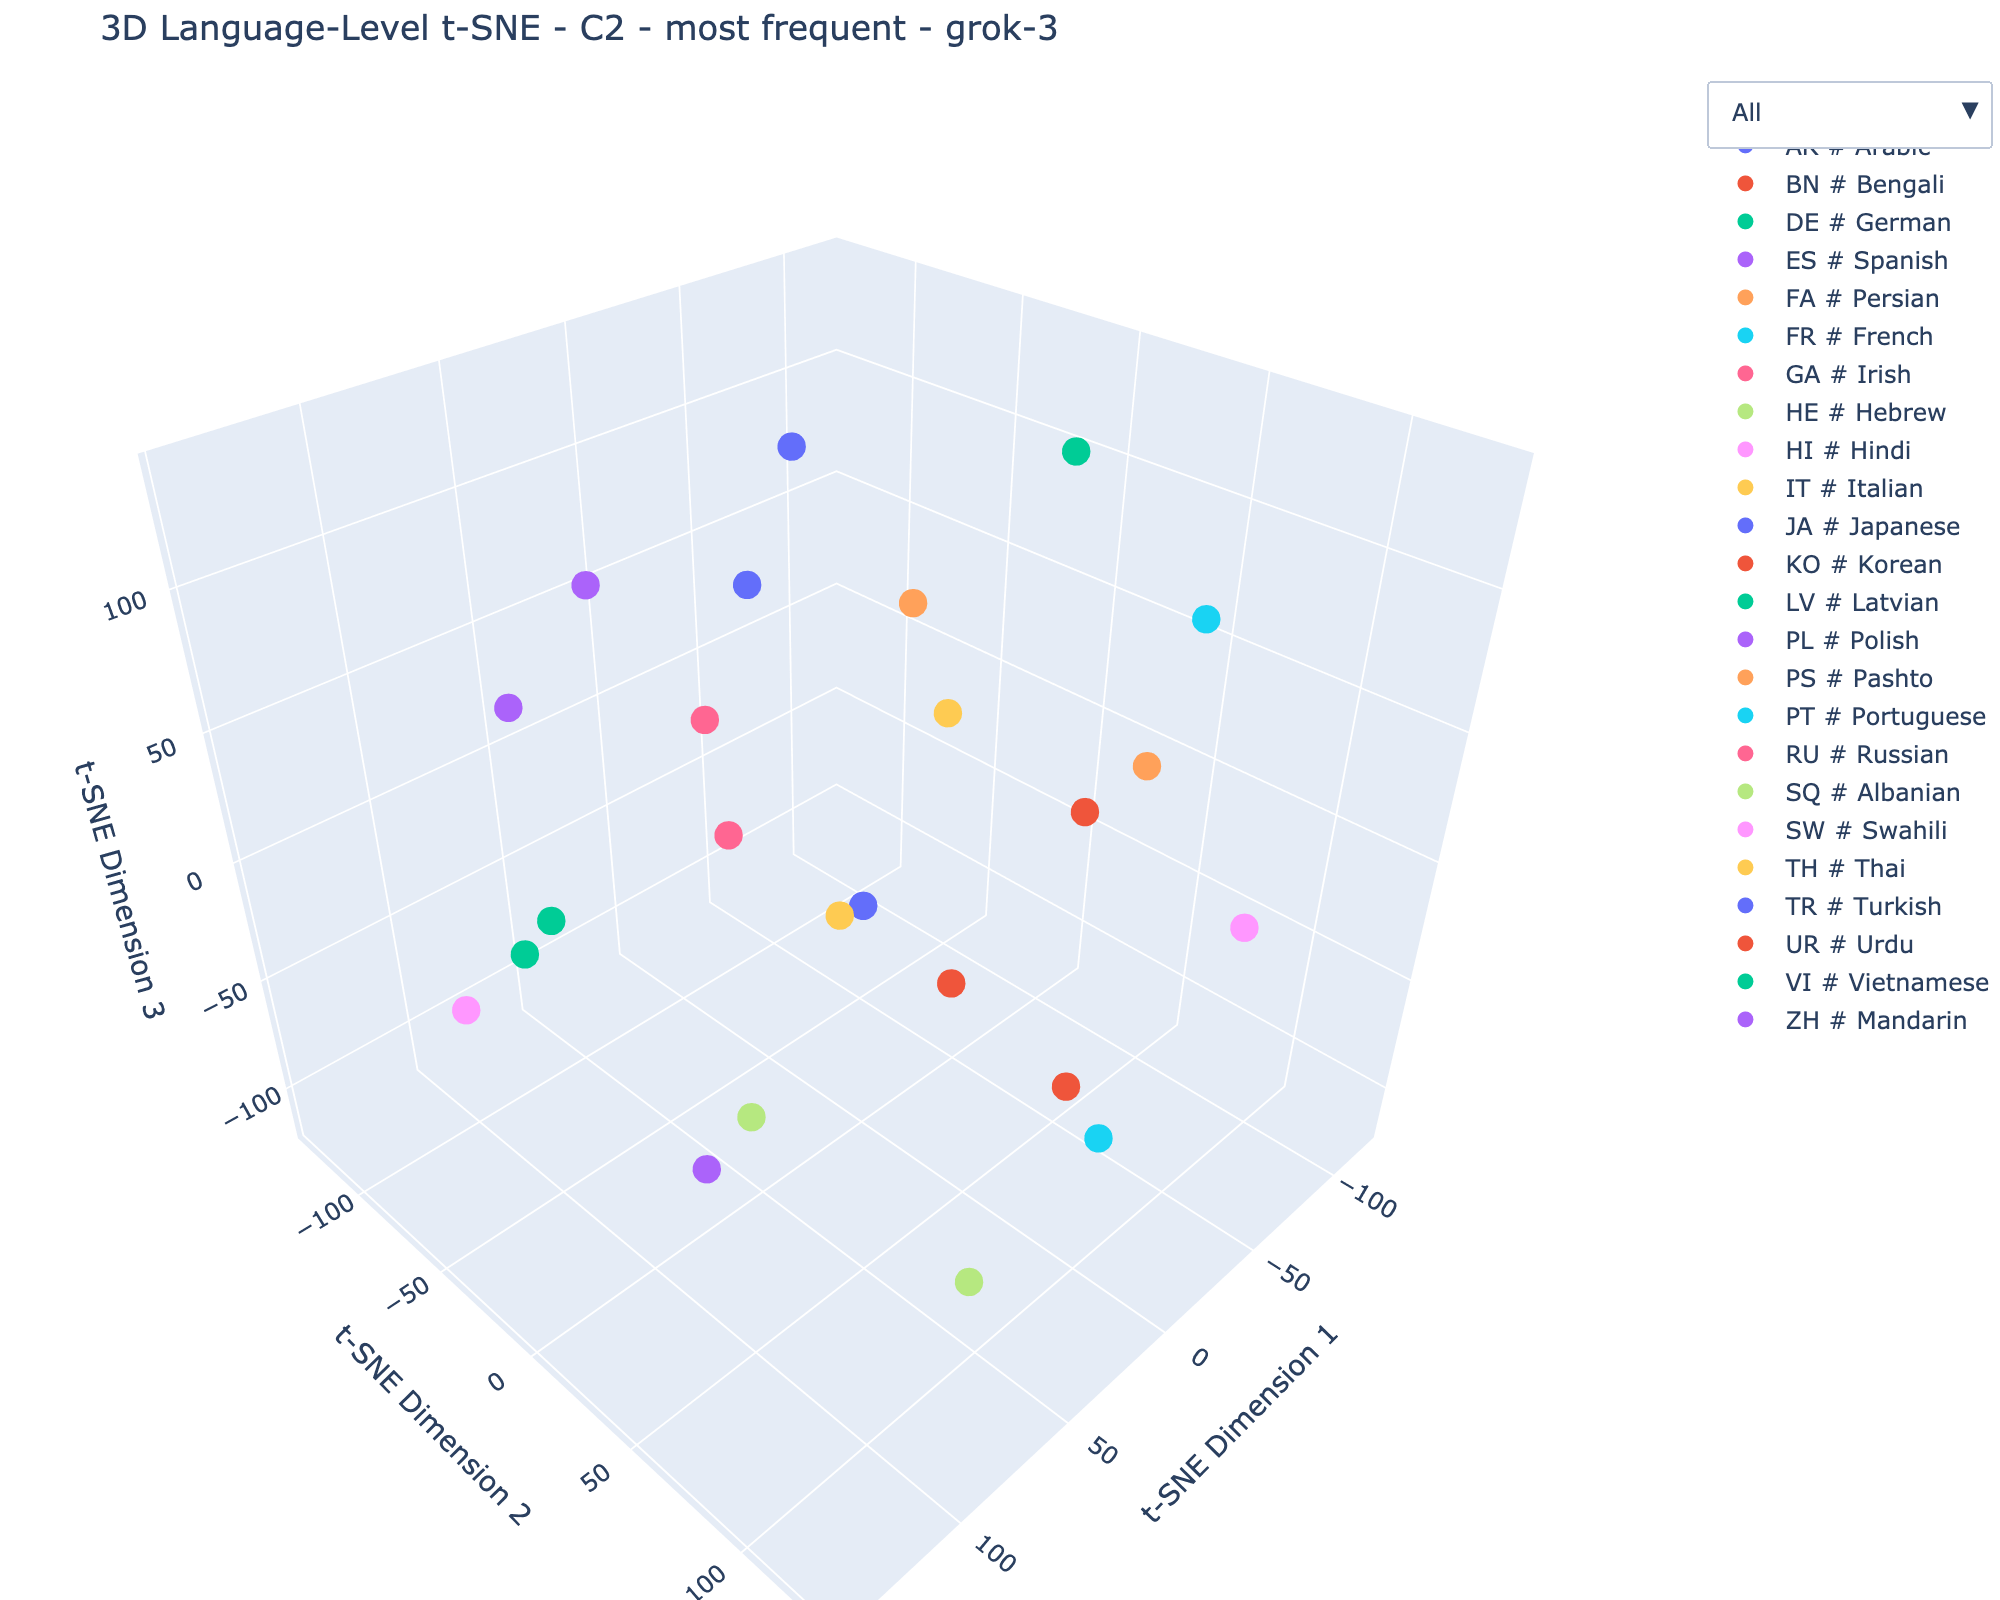 3D Language-Level t-SNE - C2 - most frequent - grok-3
All ▼
AR # Arabic
BN # Bengali
DE # German
ES # Spanish
FA # Persian
FR # French
GA # Irish
HE # Hebrew
HI # Hindi
IT # Italian
JA # Japanese
KO # Korean
LV # Latvian
PL # Polish
PS # Pashto
PT # Portuguese
RU # Russian
SQ # Albanian
SW # Swahili
TH # Thai
TR # Turkish
UR # Urdu
VI # Vietnamese
ZH # Mandarin
t-SNE Dimension 3
100
50
0
−50
−100
t-SNE Dimension 2
−100
−50
0
50
100
t-SNE Dimension 1
−100
−50
0
50
100